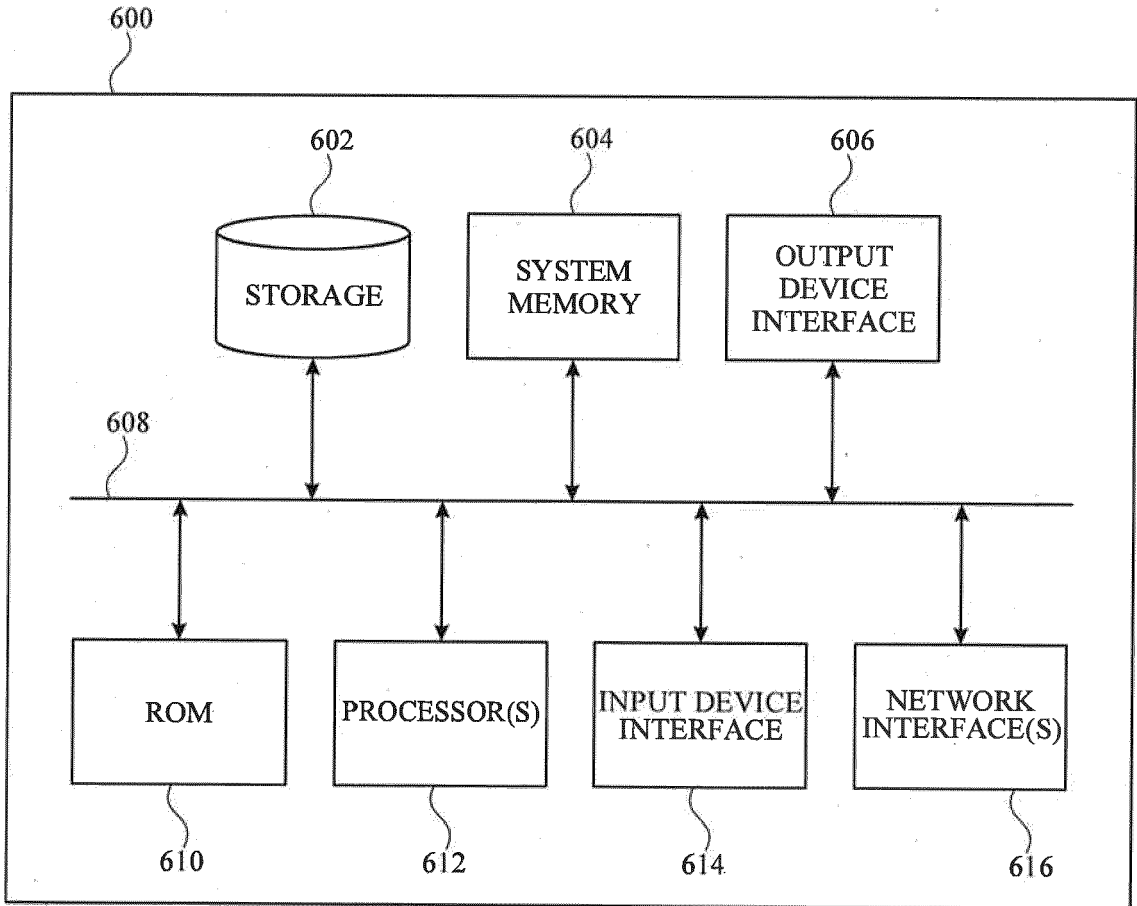 600
602
604
606
STORAGE
SYSTEM
MEMORY
OUTPUT
DEVICE
INTERFACE
608
ROM
PROCESSOR(S)
INPUT DEVICE
INTERFACE
NETWORK
INTERFACE(S)
610
612
614
616